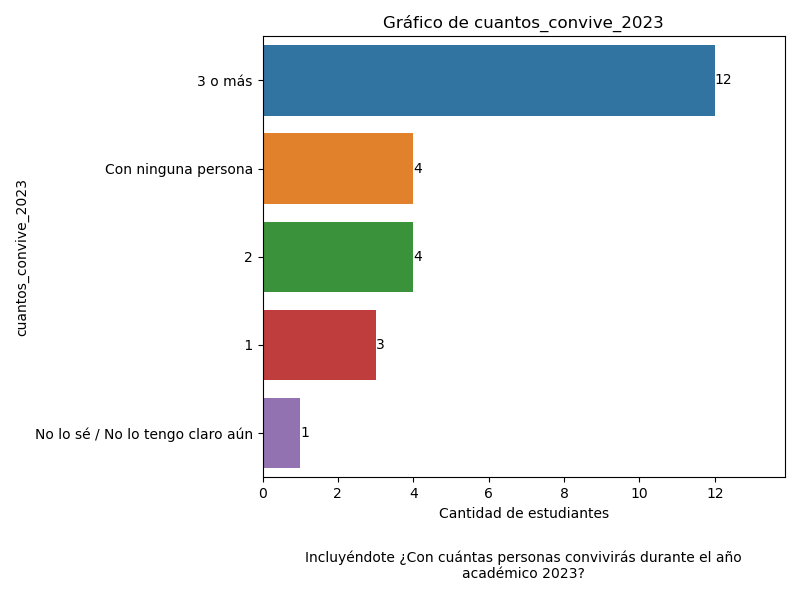 Gráfico de cuantos_convive_2023
cuantos_convive_2023
3 o más
12
Con ninguna persona
4
2
4
1
3
No lo sé / No lo tengo claro aún
1
0 2 4 6 8 10 12
Cantidad de estudiantes
Incluyéndote ¿Con cuántas personas convivirás durante el año
académico 2023?